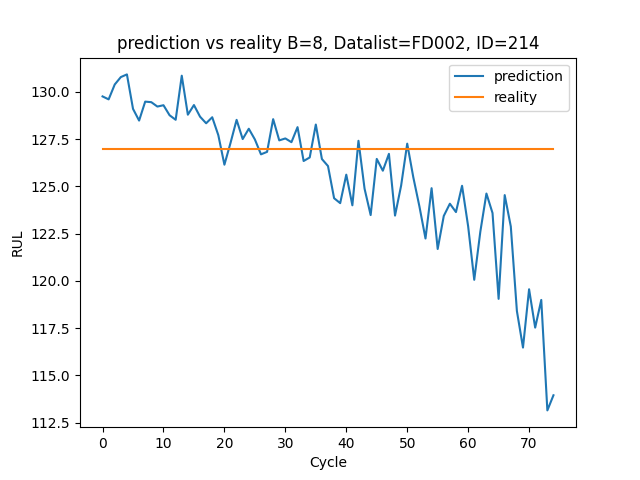 prediction vs reality B=8, Datalist=FD002, ID=214
prediction
reality
130.0
127.5
125.0
122.5
120.0
117.5
115.0
112.5
RUL
0 10 20 30 40 50 60 70
Cycle